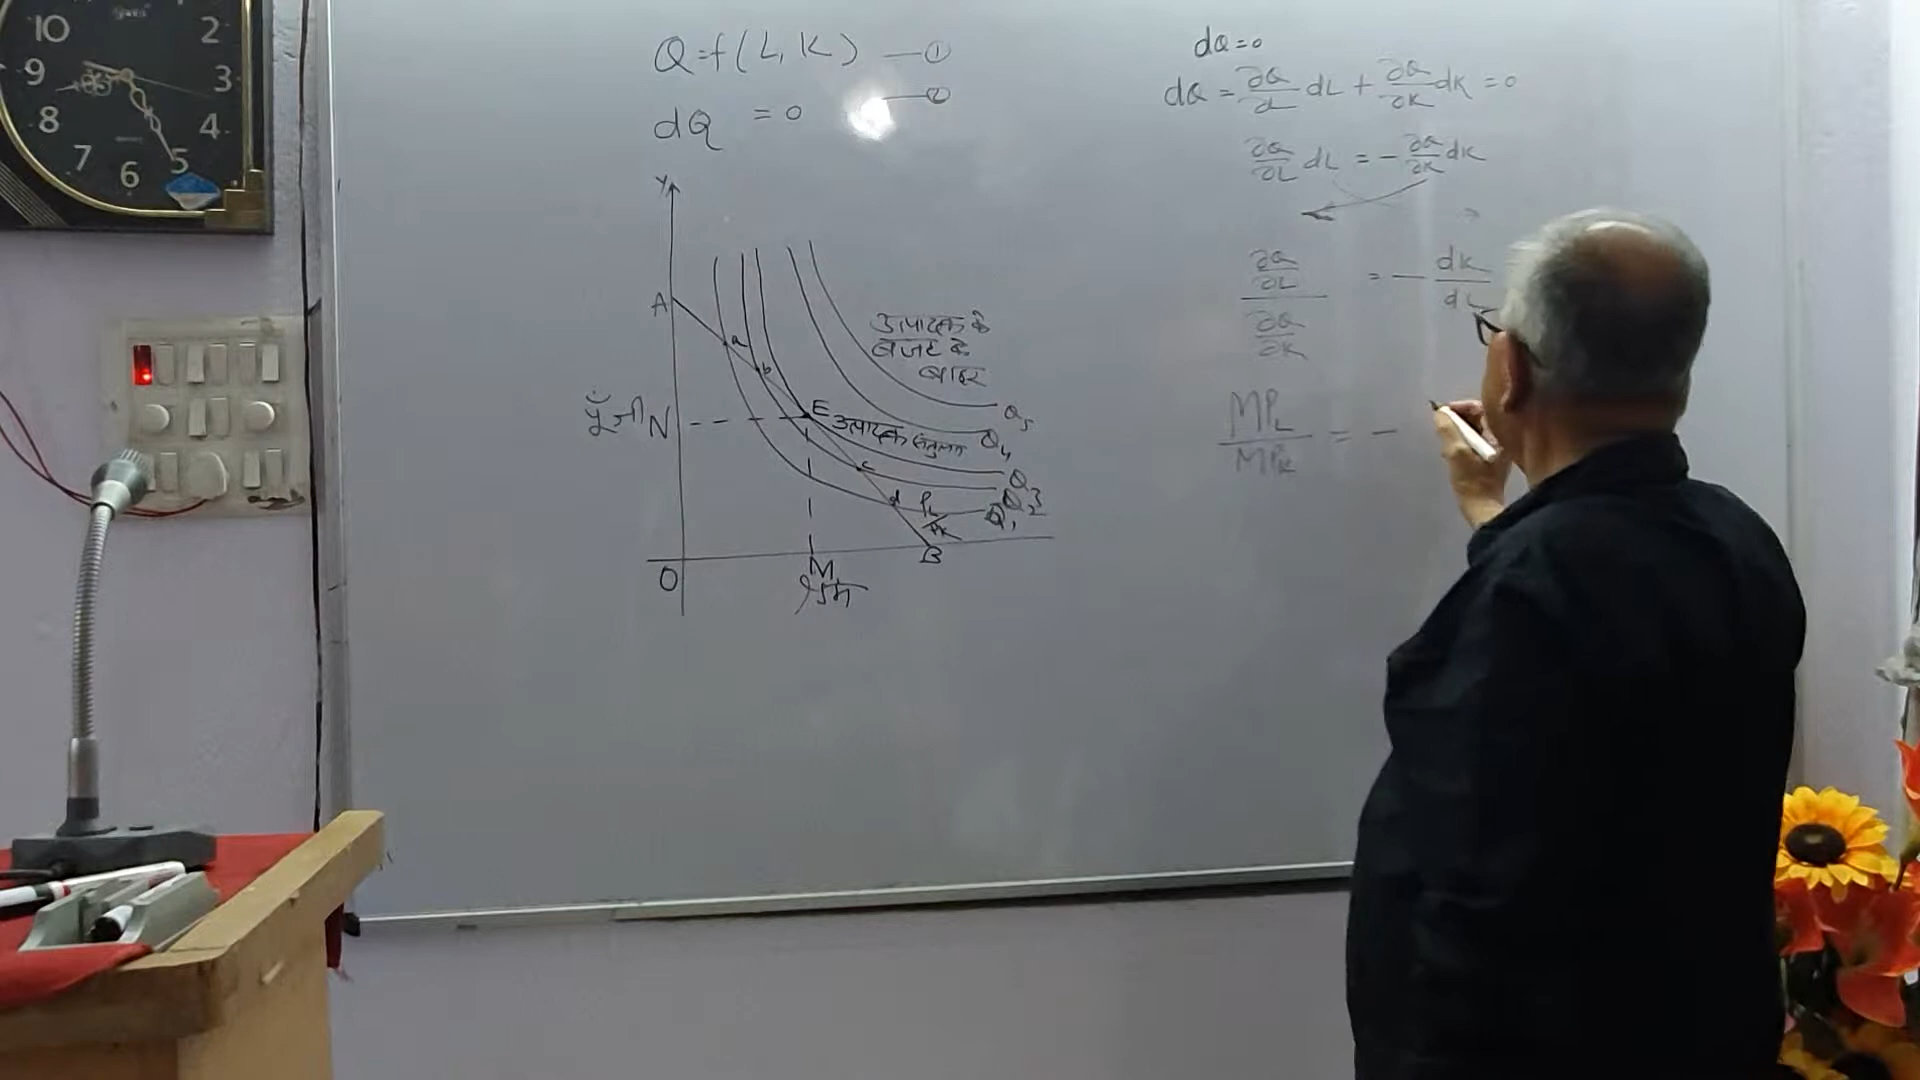 10
2
9
3
8
4
7
6
5
Q=f(L, K) — ①
dQ = 0 — ②
Y
A
a
b
उत्पादक के
बजट के
बाहर
पूँजी N
E उत्पादक संतुलन
c
d
Q5
Q4
Q3
Q2
Q1
PL
PK
O
M
B
श्रम
dQ=0
dQ = ∂Q/∂ dL + ∂Q/∂K dK = 0
∂Q/∂L dL = - ∂Q/∂K dK
∂Q/∂L / ∂Q/∂K = - dK/dL
MPL / MPK = -